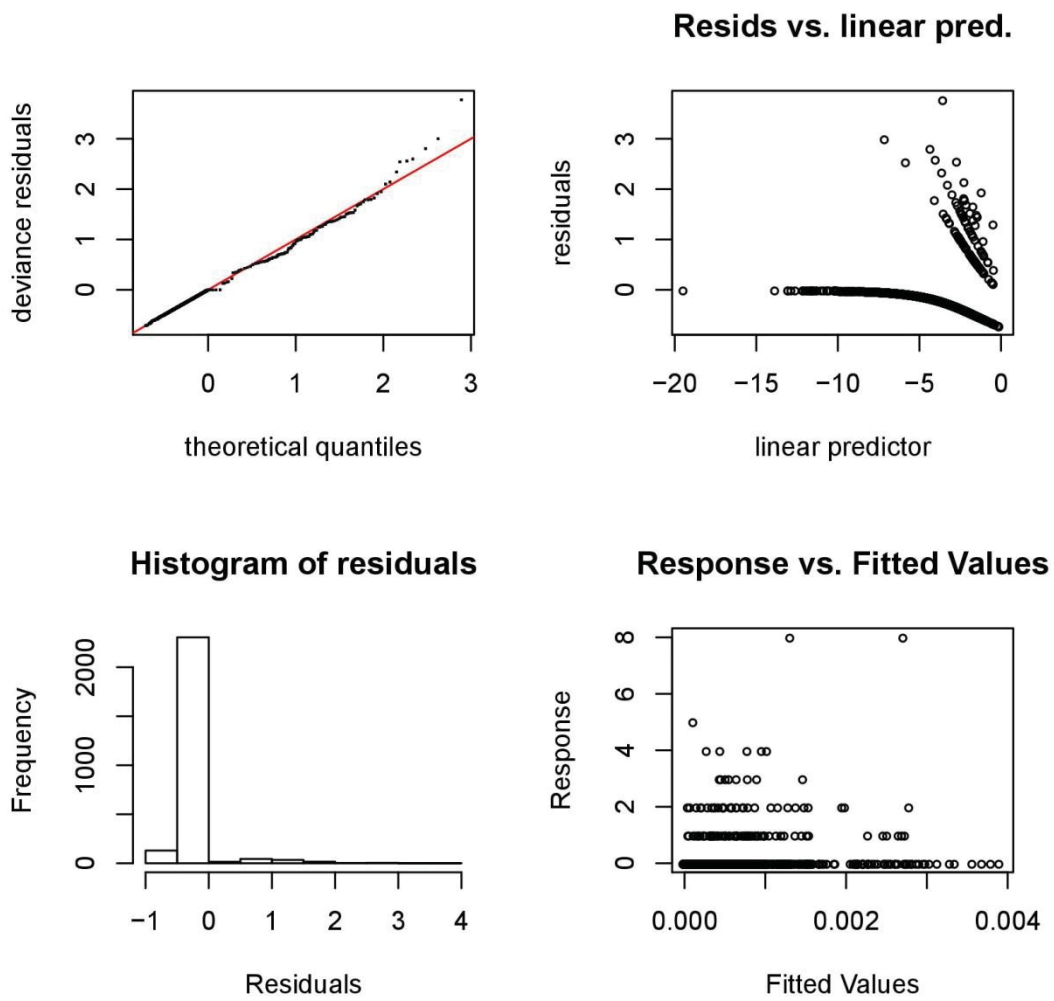 deviance residuals
3
2
1
0
0 1 2 3
theoretical quantiles
Resids vs. linear pred.
residuals
3
2
1
0
−20 −15 −10 −5 0
linear predictor
Histogram of residuals
Frequency
2000
1000
0
−1 0 1 2 3 4
Residuals
Response vs. Fitted Values
Response
8
6
4
2
0
0.000 0.002 0.004
Fitted Values